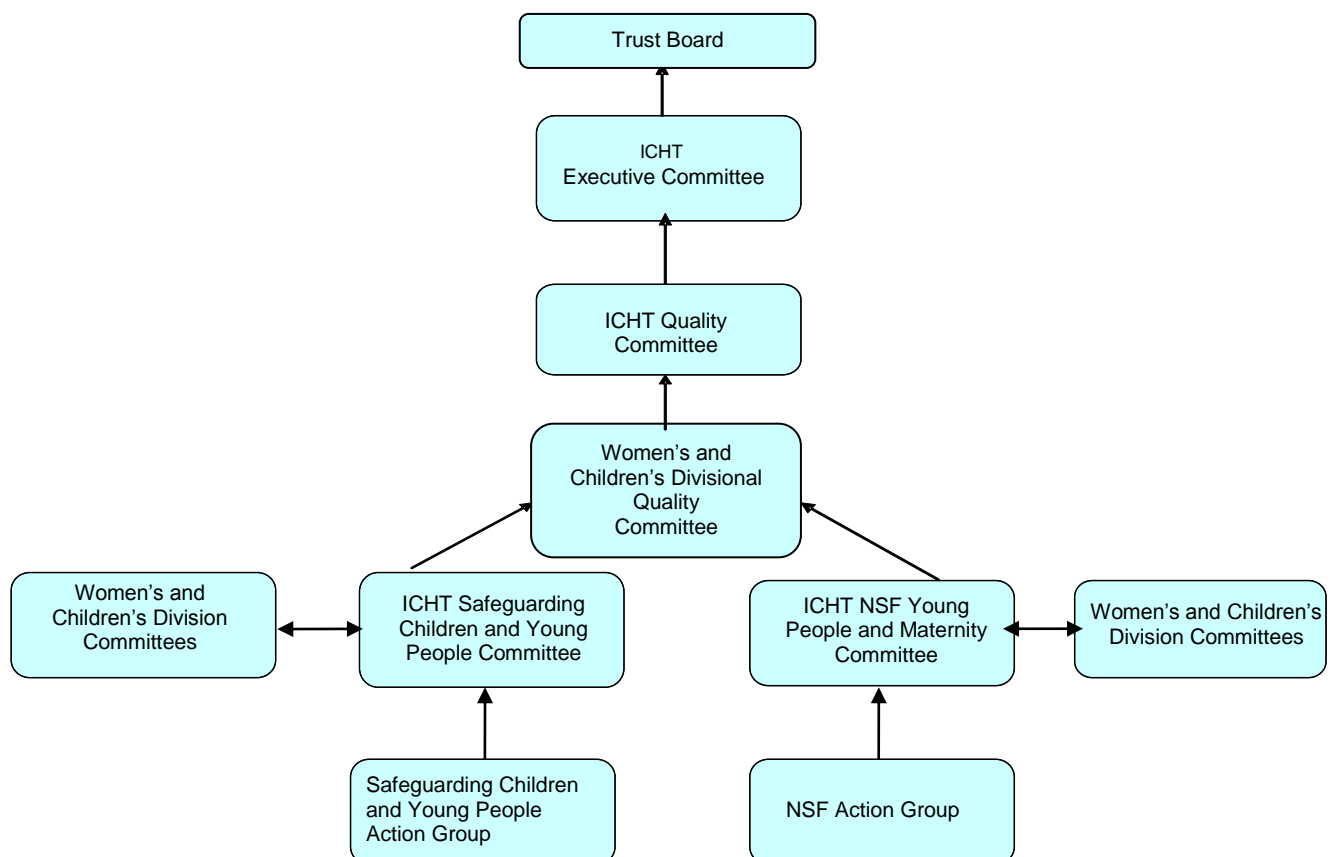 Trust Board
ICHT
Executive Committee
ICHT Quality
Committee
Women’s and
Children’s Divisional
Quality
Committee
Women’s and
Children’s Division
Committees
ICHT Safeguarding
Children and Young
People Committee
ICHT NSF Young
People and Maternity
Committee
Women’s and Children’s
Division Committees
Safeguarding Children
and Young People
Action Group
NSF Action Group